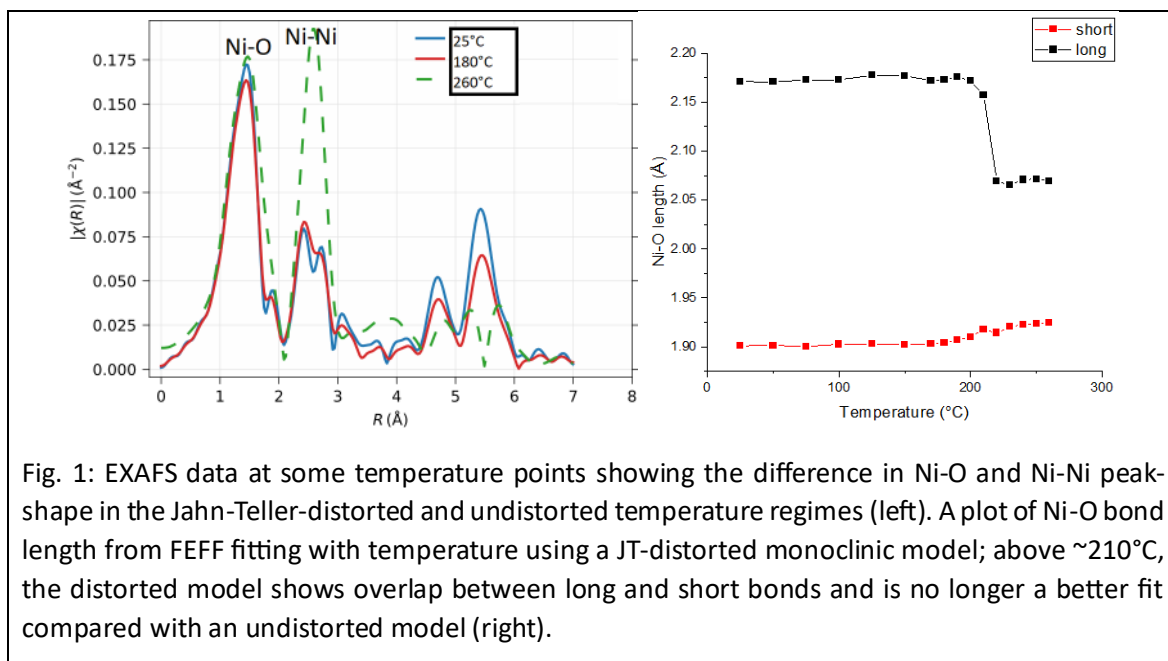 Ni-O
Ni-Ni
25°C
180°C
260°C
0.175
0.150
0.125
0.100
0.075
0.050
0.025
0.000
|χ(R)| (Å⁻²)
0 1 2 3 4 5 6 7 8
R (Å)
short
long
2.20
2.15
2.10
2.05
2.00
1.95
1.90
Ni-O length (Å)
0 100 200 300
Temperature (°C)
Fig. 1: EXAFS data at some temperature points showing the difference in Ni-O and Ni-Ni peak-
shape in the Jahn-Teller-distorted and undistorted temperature regimes (left). A plot of Ni-O bond
length from FEFF fitting with temperature using a JT-distorted monoclinic model; above ~210°C,
the distorted model shows overlap between long and short bonds and is no longer a better fit
compared with an undistorted model (right).